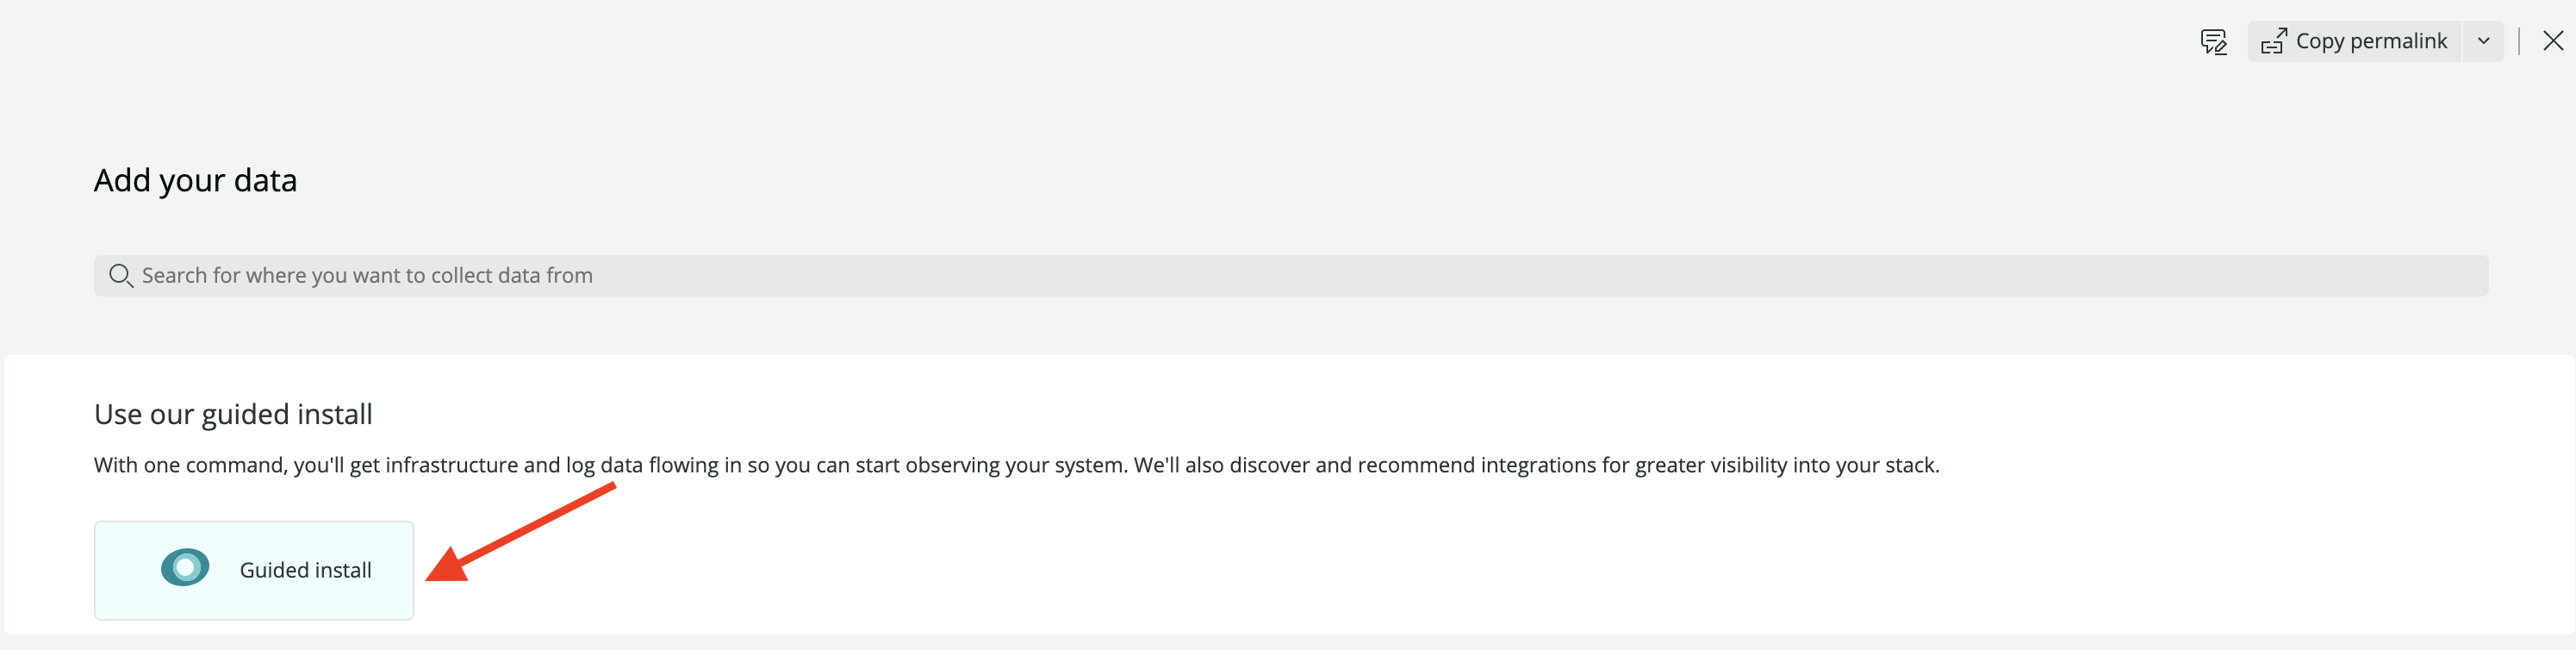 Copy permalink
Add your data
Search for where you want to collect data from
Use our guided install
With one command, you'll get infrastructure and log data flowing in so you can start observing your system. We'll also discover and recommend integrations for greater visibility into your stack.
Guided install